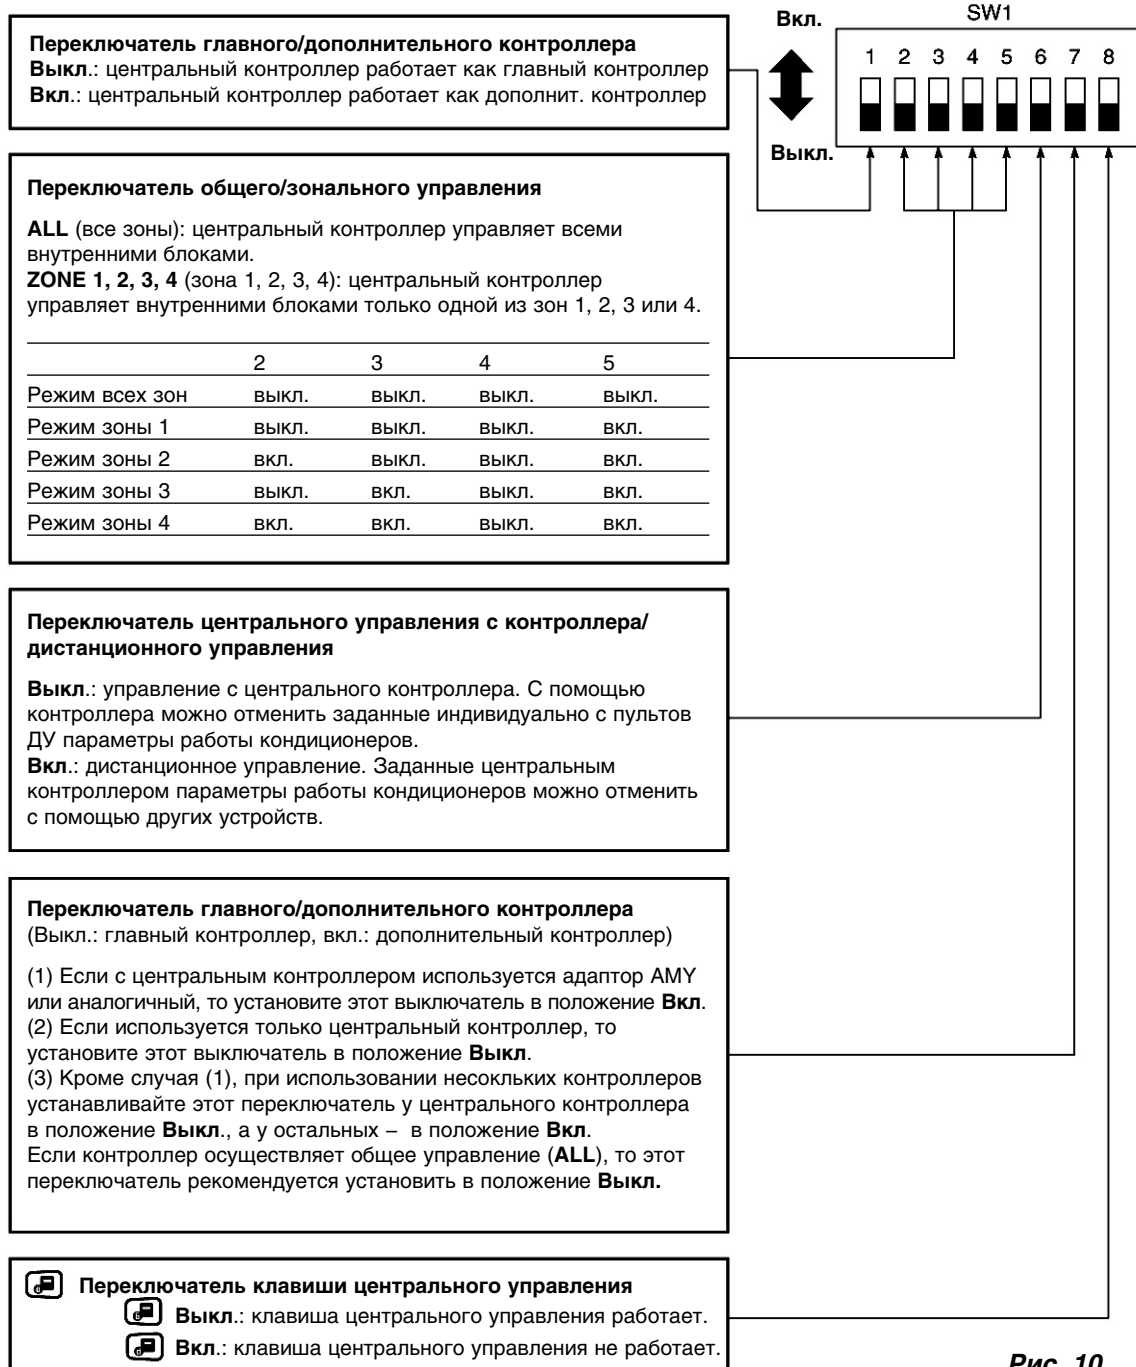 Переключатель главного/дополнительного контроллера
Выкл.: центральный контроллер работает как главный контроллер
Вкл.: центральный контроллер работает как дополнит. контроллер
Вкл.
Выкл.
SW1
1 2 3 4 5 6 7 8
Переключатель общего/зонального управления
ALL (все зоны): центральный контроллер управляет всеми
внутренними блоками.
ZONE 1, 2, 3, 4 (зона 1, 2, 3, 4): центральный контроллер
управляет внутренними блоками только одной из зон 1, 2, 3 или 4.
2 3 4 5
Режим всех зон выкл. выкл. выкл. выкл.
Режим зоны 1 выкл. выкл. выкл. вкл.
Режим зоны 2 вкл. выкл. выкл. вкл.
Режим зоны 3 выкл. вкл. выкл. вкл.
Режим зоны 4 вкл. вкл. выкл. вкл.
Переключатель центрального управления с контроллера/
дистанционного управления
Выкл.: управление с центрального контроллера. С помощью
контроллера можно отменить заданные индивидуально с пультов
ДУ параметры работы кондиционеров.
Вкл.: дистанционное управление. Заданные центральным
контроллером параметры работы кондиционеров можно отменить
с помощью других устройств.
Переключатель главного/дополнительного контроллера
(Выкл.: главный контроллер, вкл.: дополнительный контроллер)
(1) Если с центральным контроллером используется адаптор AMY
или аналогичный, то установите этот выключатель в положение Вкл.
(2) Если используется только центральный контроллер, то
установите этот выключатель в положение Выкл.
(3) Кроме случая (1), при использовании несокльких контроллеров
устанавливайте этот переключатель у центрального контроллера
в положение Выкл., а у остальных – в положение Вкл.
Если контроллер осуществляет общее управление (ALL), то этот
переключатель рекомендуется установить в положение Выкл.
Переключатель клавиши центрального управления
Выкл.: клавиша центрального управления работает.
Вкл.: клавиша центрального управления не работает.
Рис. 10